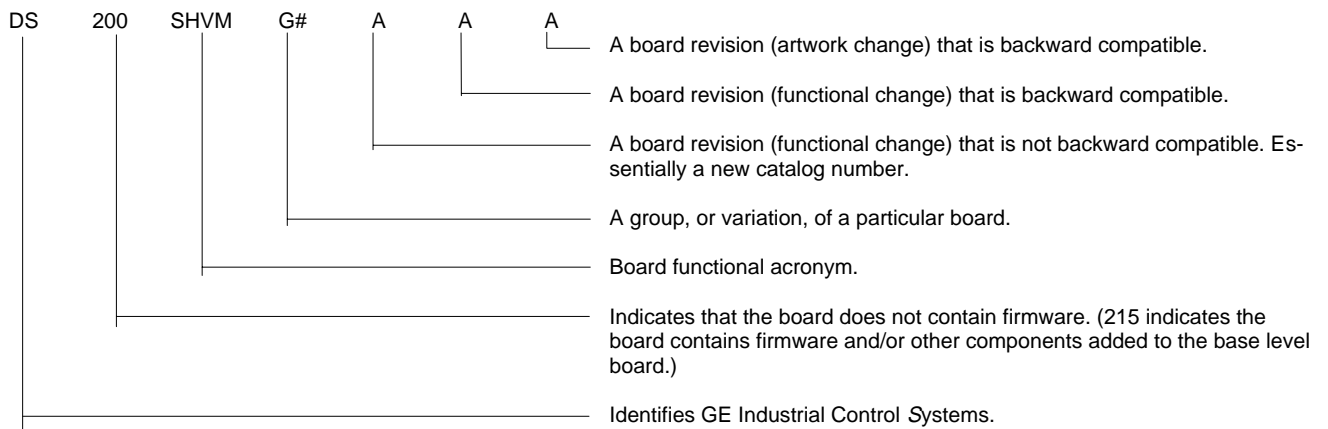 DS 200 SHVM G# A A A
A board revision (artwork change) that is backward compatible.
A board revision (functional change) that is backward compatible.
A board revision (functional change) that is not backward compatible. Es-
sentially a new catalog number.
A group, or variation, of a particular board.
Board functional acronym.
Indicates that the board does not contain firmware. (215 indicates the
board contains firmware and/or other components added to the base level
board.)
Identifies GE Industrial Control Systems.